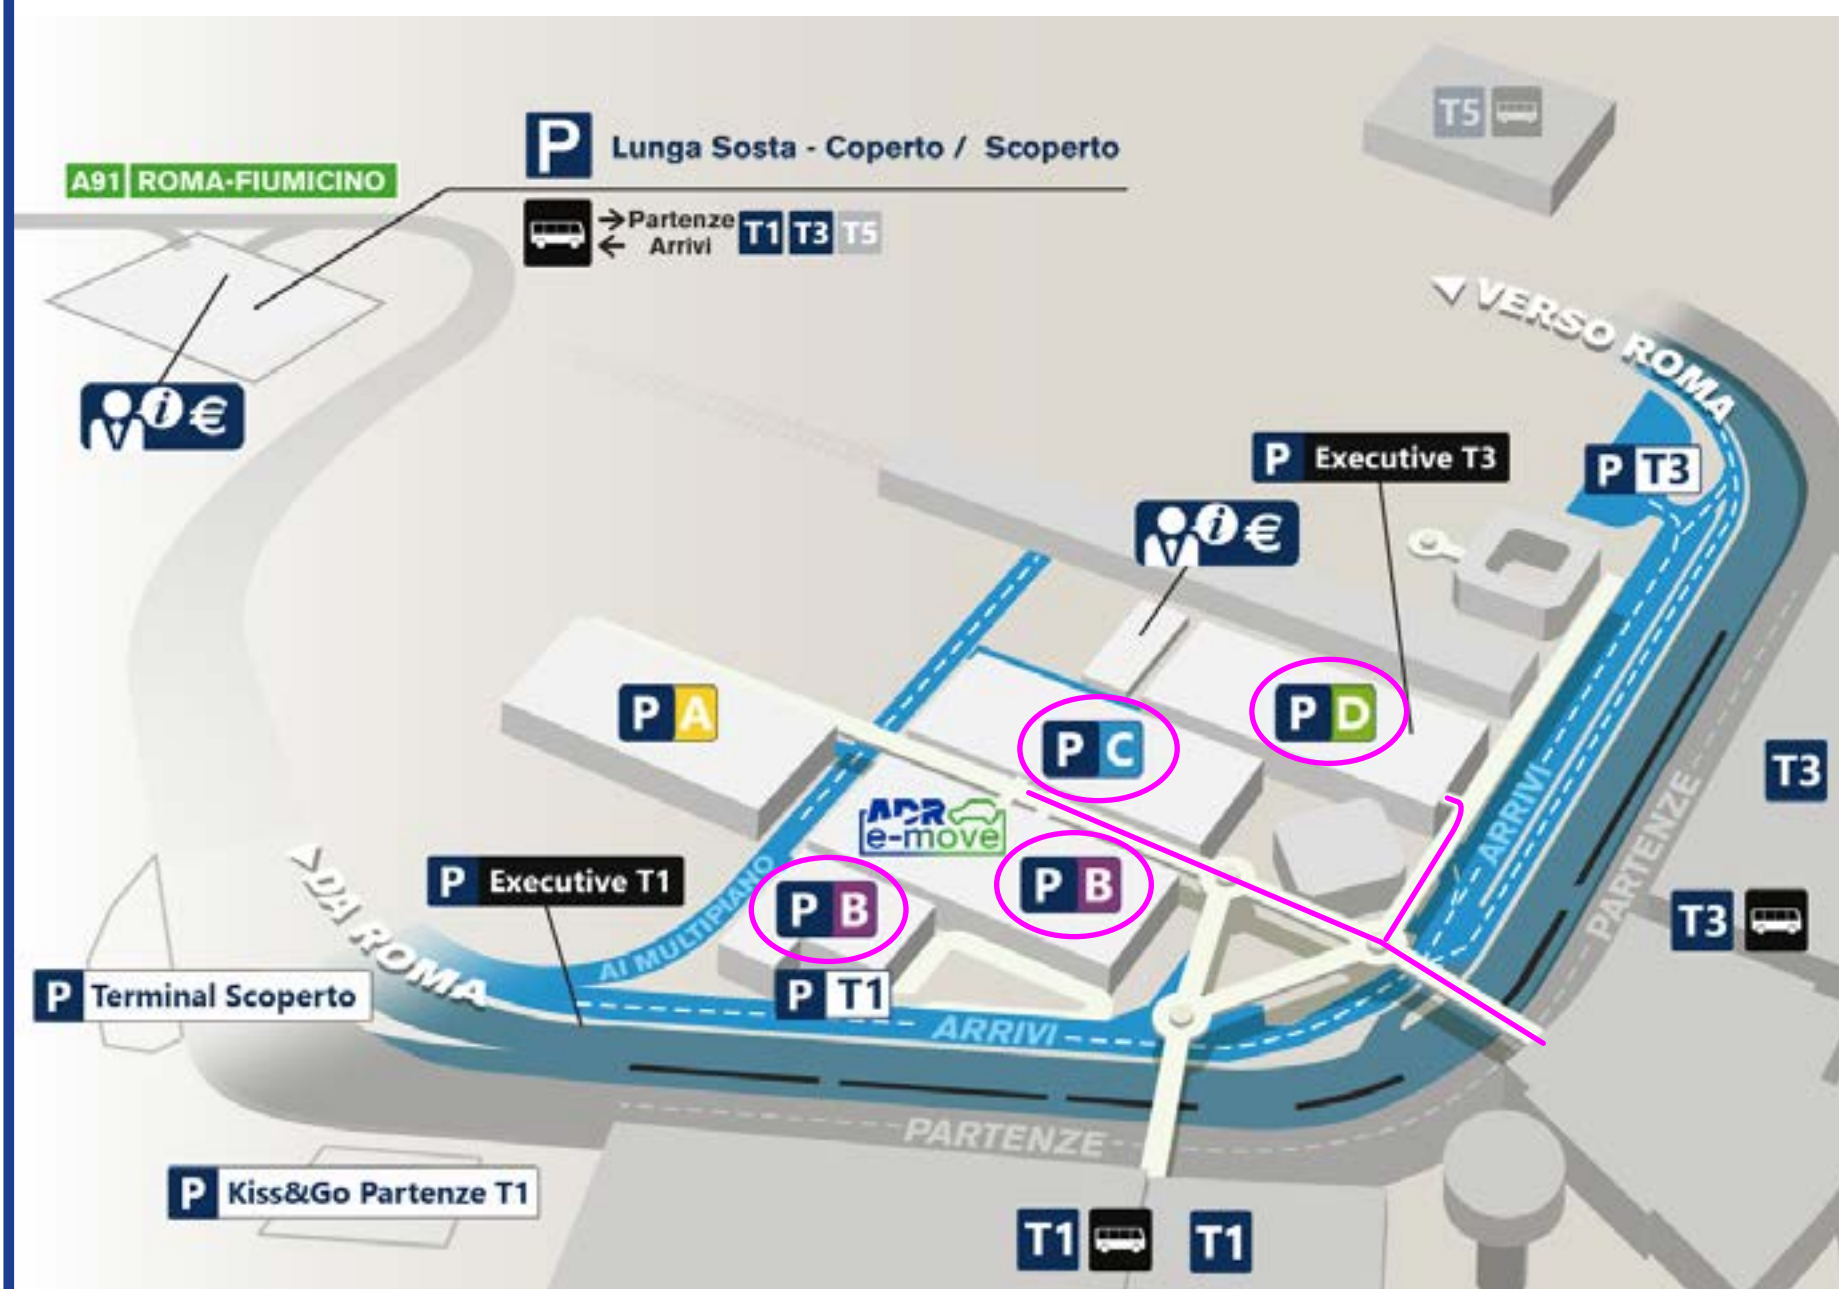 T5
P Lunga Sosta - Coperto / Scoperto
A91 ROMA-FIUMICINO
→ Partenze T1 T3 T5
← Arrivi
VERSO ROMA
i €
P Executive T3
P T3
i €
P A
P C
P D
ADR
e-move
T3
ARRIVI
PARTENZE
P Executive T1
P B
P B
AI MULTIPIANO
DA ROMA
T3
P Terminal Scoperto
P T1
ARRIVI
PARTENZE
P Kiss&Go Partenze T1
T1
T1